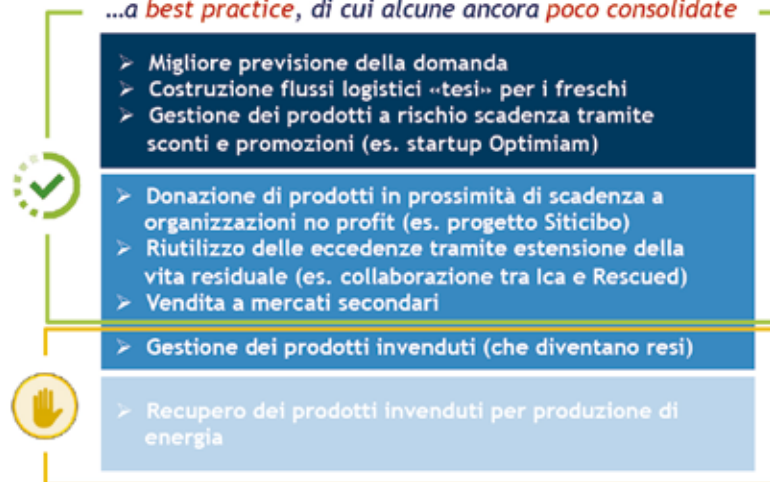 ...a best practice, di cui alcune ancora poco consolidate
➤ Migliore previsione della domanda
➤ Costruzione flussi logistici «tesi» per i freschi
➤ Gestione dei prodotti a rischio scadenza tramite
sconti e promozioni (es. startup Optimiam)
➤ Donazione di prodotti in prossimità di scadenza a
organizzazioni no profit (es. progetto Siticibo)
➤ Riutilizzo delle eccedenze tramite estensione della
vita residuale (es. collaborazione tra Ica e Rescued)
➤ Vendita a mercati secondari
➤ Gestione dei prodotti invenduti (che diventano resi)
➤ Recupero dei prodotti invenduti per produzione di
energia